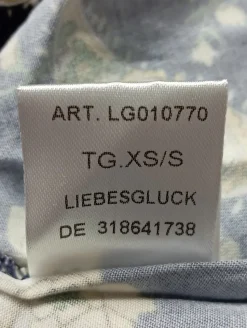 ART. LG010770
TG.XS/S
LIEBESGLUCK
DE 318641738